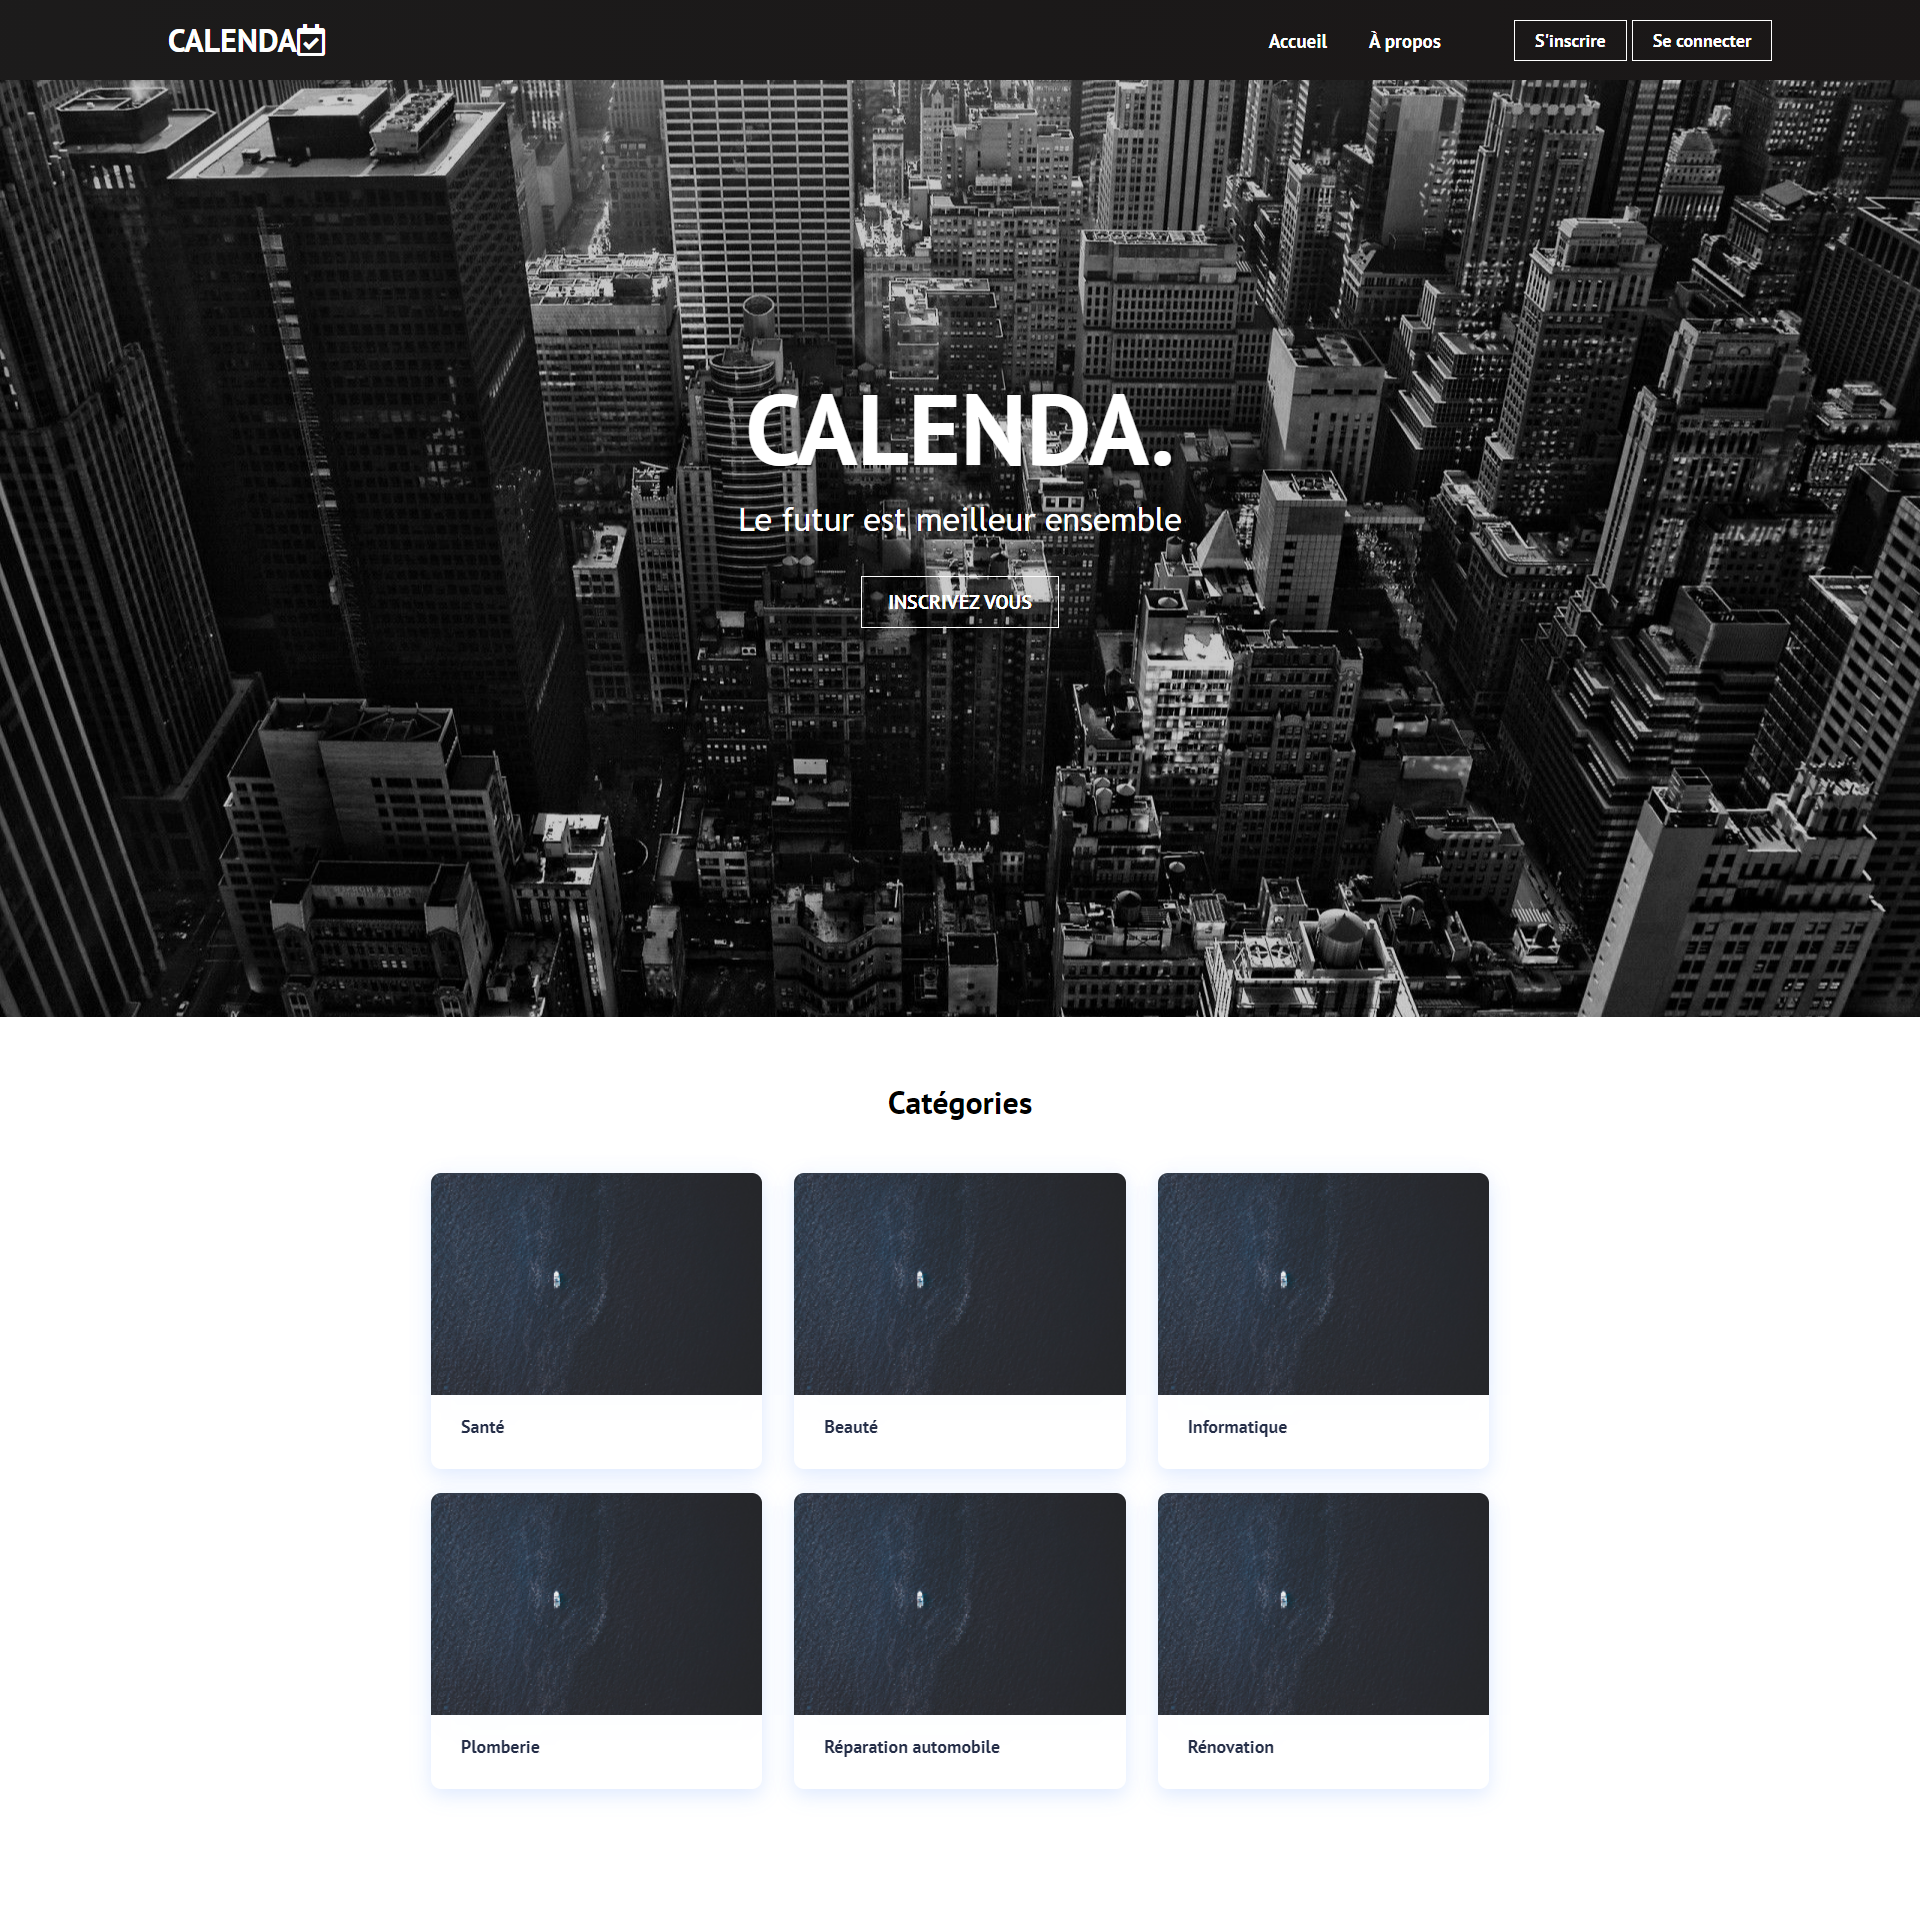 CALENDA
Accueil
À propos
S'inscrire
Se connecter
CALENDA.
Le futur est meilleur ensemble
INSCRIVEZ VOUS
Catégories
Santé
Beauté
Informatique
Plomberie
Réparation automobile
Rénovation